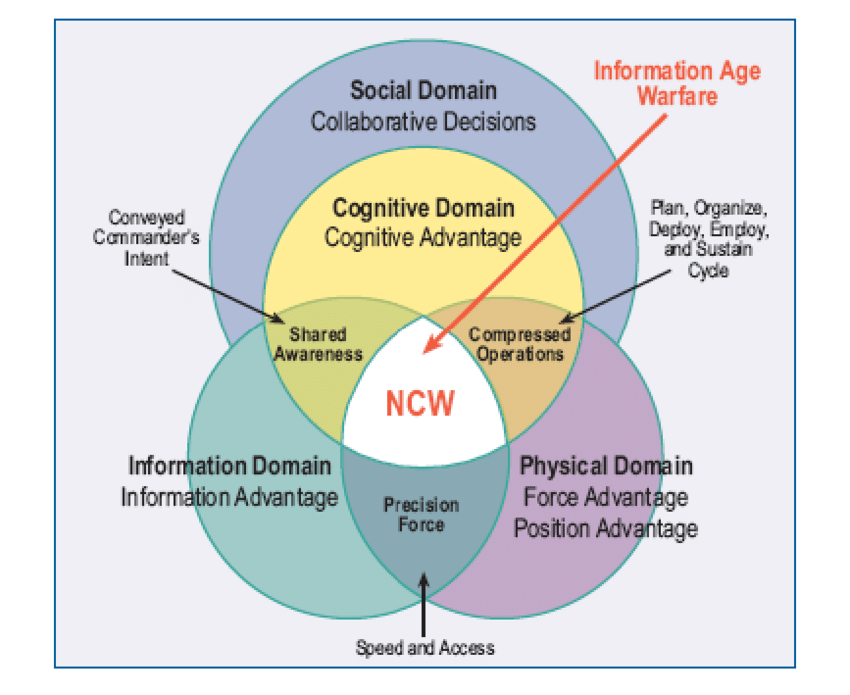 Information Age
Warfare
Social Domain
Collaborative Decisions
Cognitive Domain
Cognitive Advantage
Conveyed
Commander's
Intent
Plan, Organize,
Deploy, Employ,
and Sustain
Cycle
Shared
Awareness
Compressed
Operations
NCW
Information Domain
Information Advantage
Physical Domain
Force Advantage
Position Advantage
Precision
Force
Speed and Access